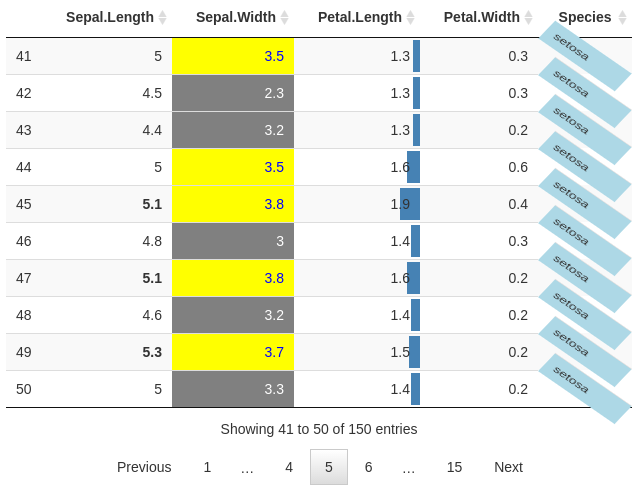 Sepal.Length Sepal.Width Petal.Length Petal.Width Species
41 5 3.5 1.3 0.3 setosa
42 4.5 2.3 1.3 0.3 setosa
43 4.4 3.2 1.3 0.2 setosa
44 5 3.5 1.6 0.6 setosa
45 5.1 3.8 1.9 0.4 setosa
46 4.8 3 1.4 0.3 setosa
47 5.1 3.8 1.6 0.2 setosa
48 4.6 3.2 1.4 0.2 setosa
49 5.3 3.7 1.5 0.2 setosa
50 5 3.3 1.4 0.2 setosa
Showing 41 to 50 of 150 entries
Previous 1 … 4 5 6 … 15 Next